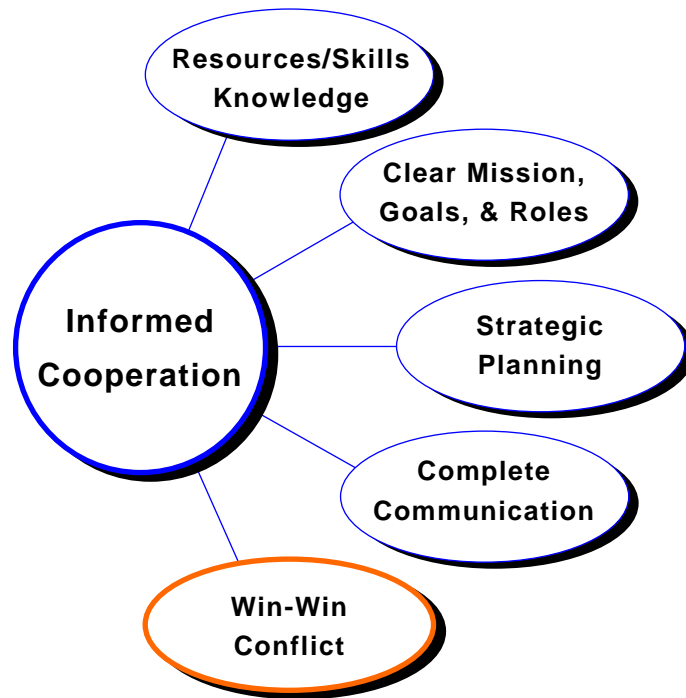 Resources/Skills
Knowledge
Clear Mission,
Goals, & Roles
Informed
Cooperation
Strategic
Planning
Complete
Communication
Win-Win
Conflict